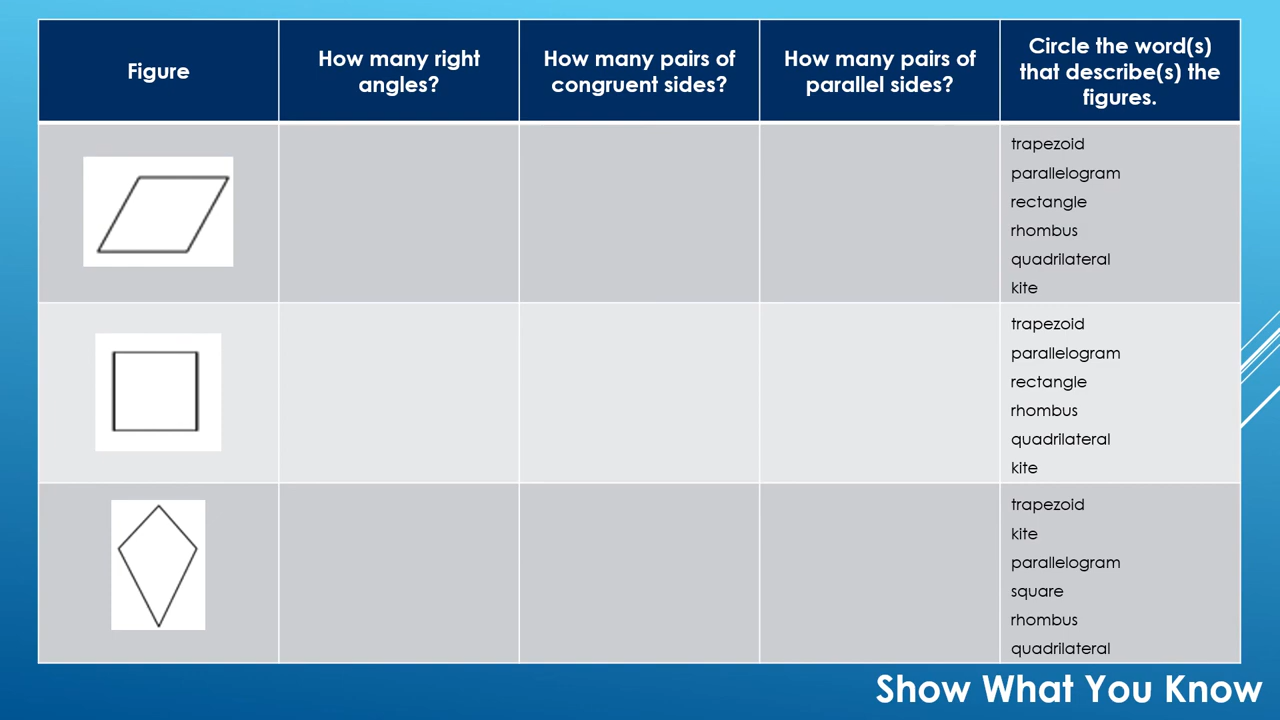 Figure
How many right
angles?
How many pairs of
congruent sides?
How many pairs of
parallel sides?
Circle the word(s)
that describe(s) the
figures.
trapezoid
parallelogram
rectangle
rhombus
quadrilateral
kite
trapezoid
parallelogram
rectangle
rhombus
quadrilateral
kite
trapezoid
kite
parallelogram
square
rhombus
quadrilateral
Show What You Know